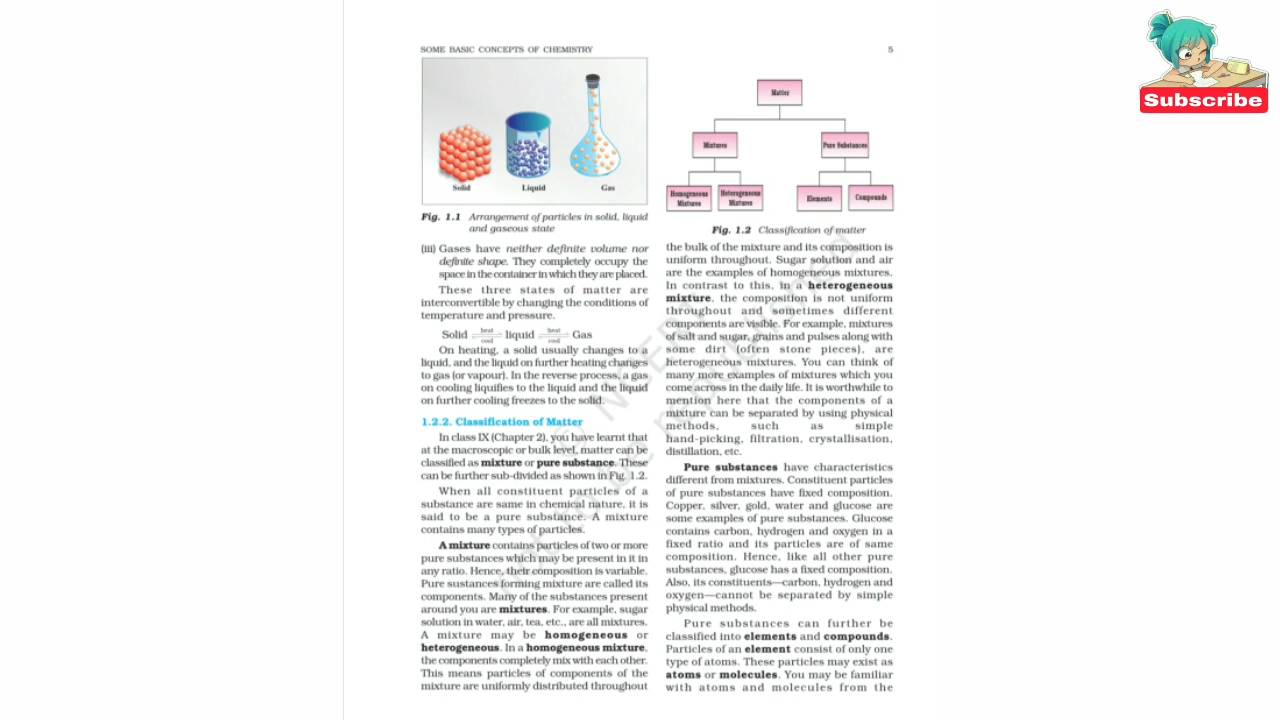 SOME BASIC CONCEPTS OF CHEMISTRY
5
Solid
Liquid
Gas
Fig. 1.1 Arrangement of particles in solid, liquid
and gaseous state
(iii) Gases have neither definite volume nor
definite shape. They completely occupy the
space in the container in which they are placed.
These three states of matter are
interconvertible by changing the conditions of
temperature and pressure.
Solid heat cool liquid heat cool Gas
On heating, a solid usually changes to a
liquid, and the liquid on further heating changes
to gas (or vapour). In the reverse process, a gas
on cooling liquifies to the liquid and the liquid
on further cooling freezes to the solid.
1.2.2. Classification of Matter
In class IX (Chapter 2), you have learnt that
at the macroscopic or bulk level, matter can be
classified as mixture or pure substance. These
can be further sub-divided as shown in Fig. 1.2.
When all constituent particles of a
substance are same in chemical nature, it is
said to be a pure substance. A mixture
contains many types of particles.
A mixture contains particles of two or more
pure substances which may be present in it in
any ratio. Hence, their composition is variable.
Pure sustances forming mixture are called its
components. Many of the substances present
around you are mixtures. For example, sugar
solution in water, air, tea, etc., are all mixtures.
A mixture may be homogeneous or
heterogeneous. In a homogeneous mixture,
the components completely mix with each other.
This means particles of components of the
mixture are uniformly distributed throughout
Matter
Mixtures
Pure Substances
Homogeneous
Mixtures
Heterogeneous
Mixtures
Elements
Compounds
Fig. 1.2 Classification of matter
the bulk of the mixture and its composition is
uniform throughout. Sugar solution and air
are the examples of homogeneous mixtures.
In contrast to this, in a heterogeneous
mixture, the composition is not uniform
throughout and sometimes different
components are visible. For example, mixtures
of salt and sugar, grains and pulses along with
some dirt (often stone pieces), are
heterogeneous mixtures. You can think of
many more examples of mixtures which you
come across in the daily life. It is worthwhile to
mention here that the components of a
mixture can be separated by using physical
methods, such as simple
hand-picking, filtration, crystallisation,
distillation, etc.
Pure substances have characteristics
different from mixtures. Constituent particles
of pure substances have fixed composition.
Copper, silver, gold, water and glucose are
some examples of pure substances. Glucose
contains carbon, hydrogen and oxygen in a
fixed ratio and its particles are of same
composition. Hence, like all other pure
substances, glucose has a fixed composition.
Also, its constituents—carbon, hydrogen and
oxygen—cannot be separated by simple
physical methods.
Pure substances can further be
classified into elements and compounds.
Particles of an element consist of only one
type of atoms. These particles may exist as
atoms or molecules. You may be familiar
with atoms and molecules from the
© NCERT
not to be republished
Subscribe